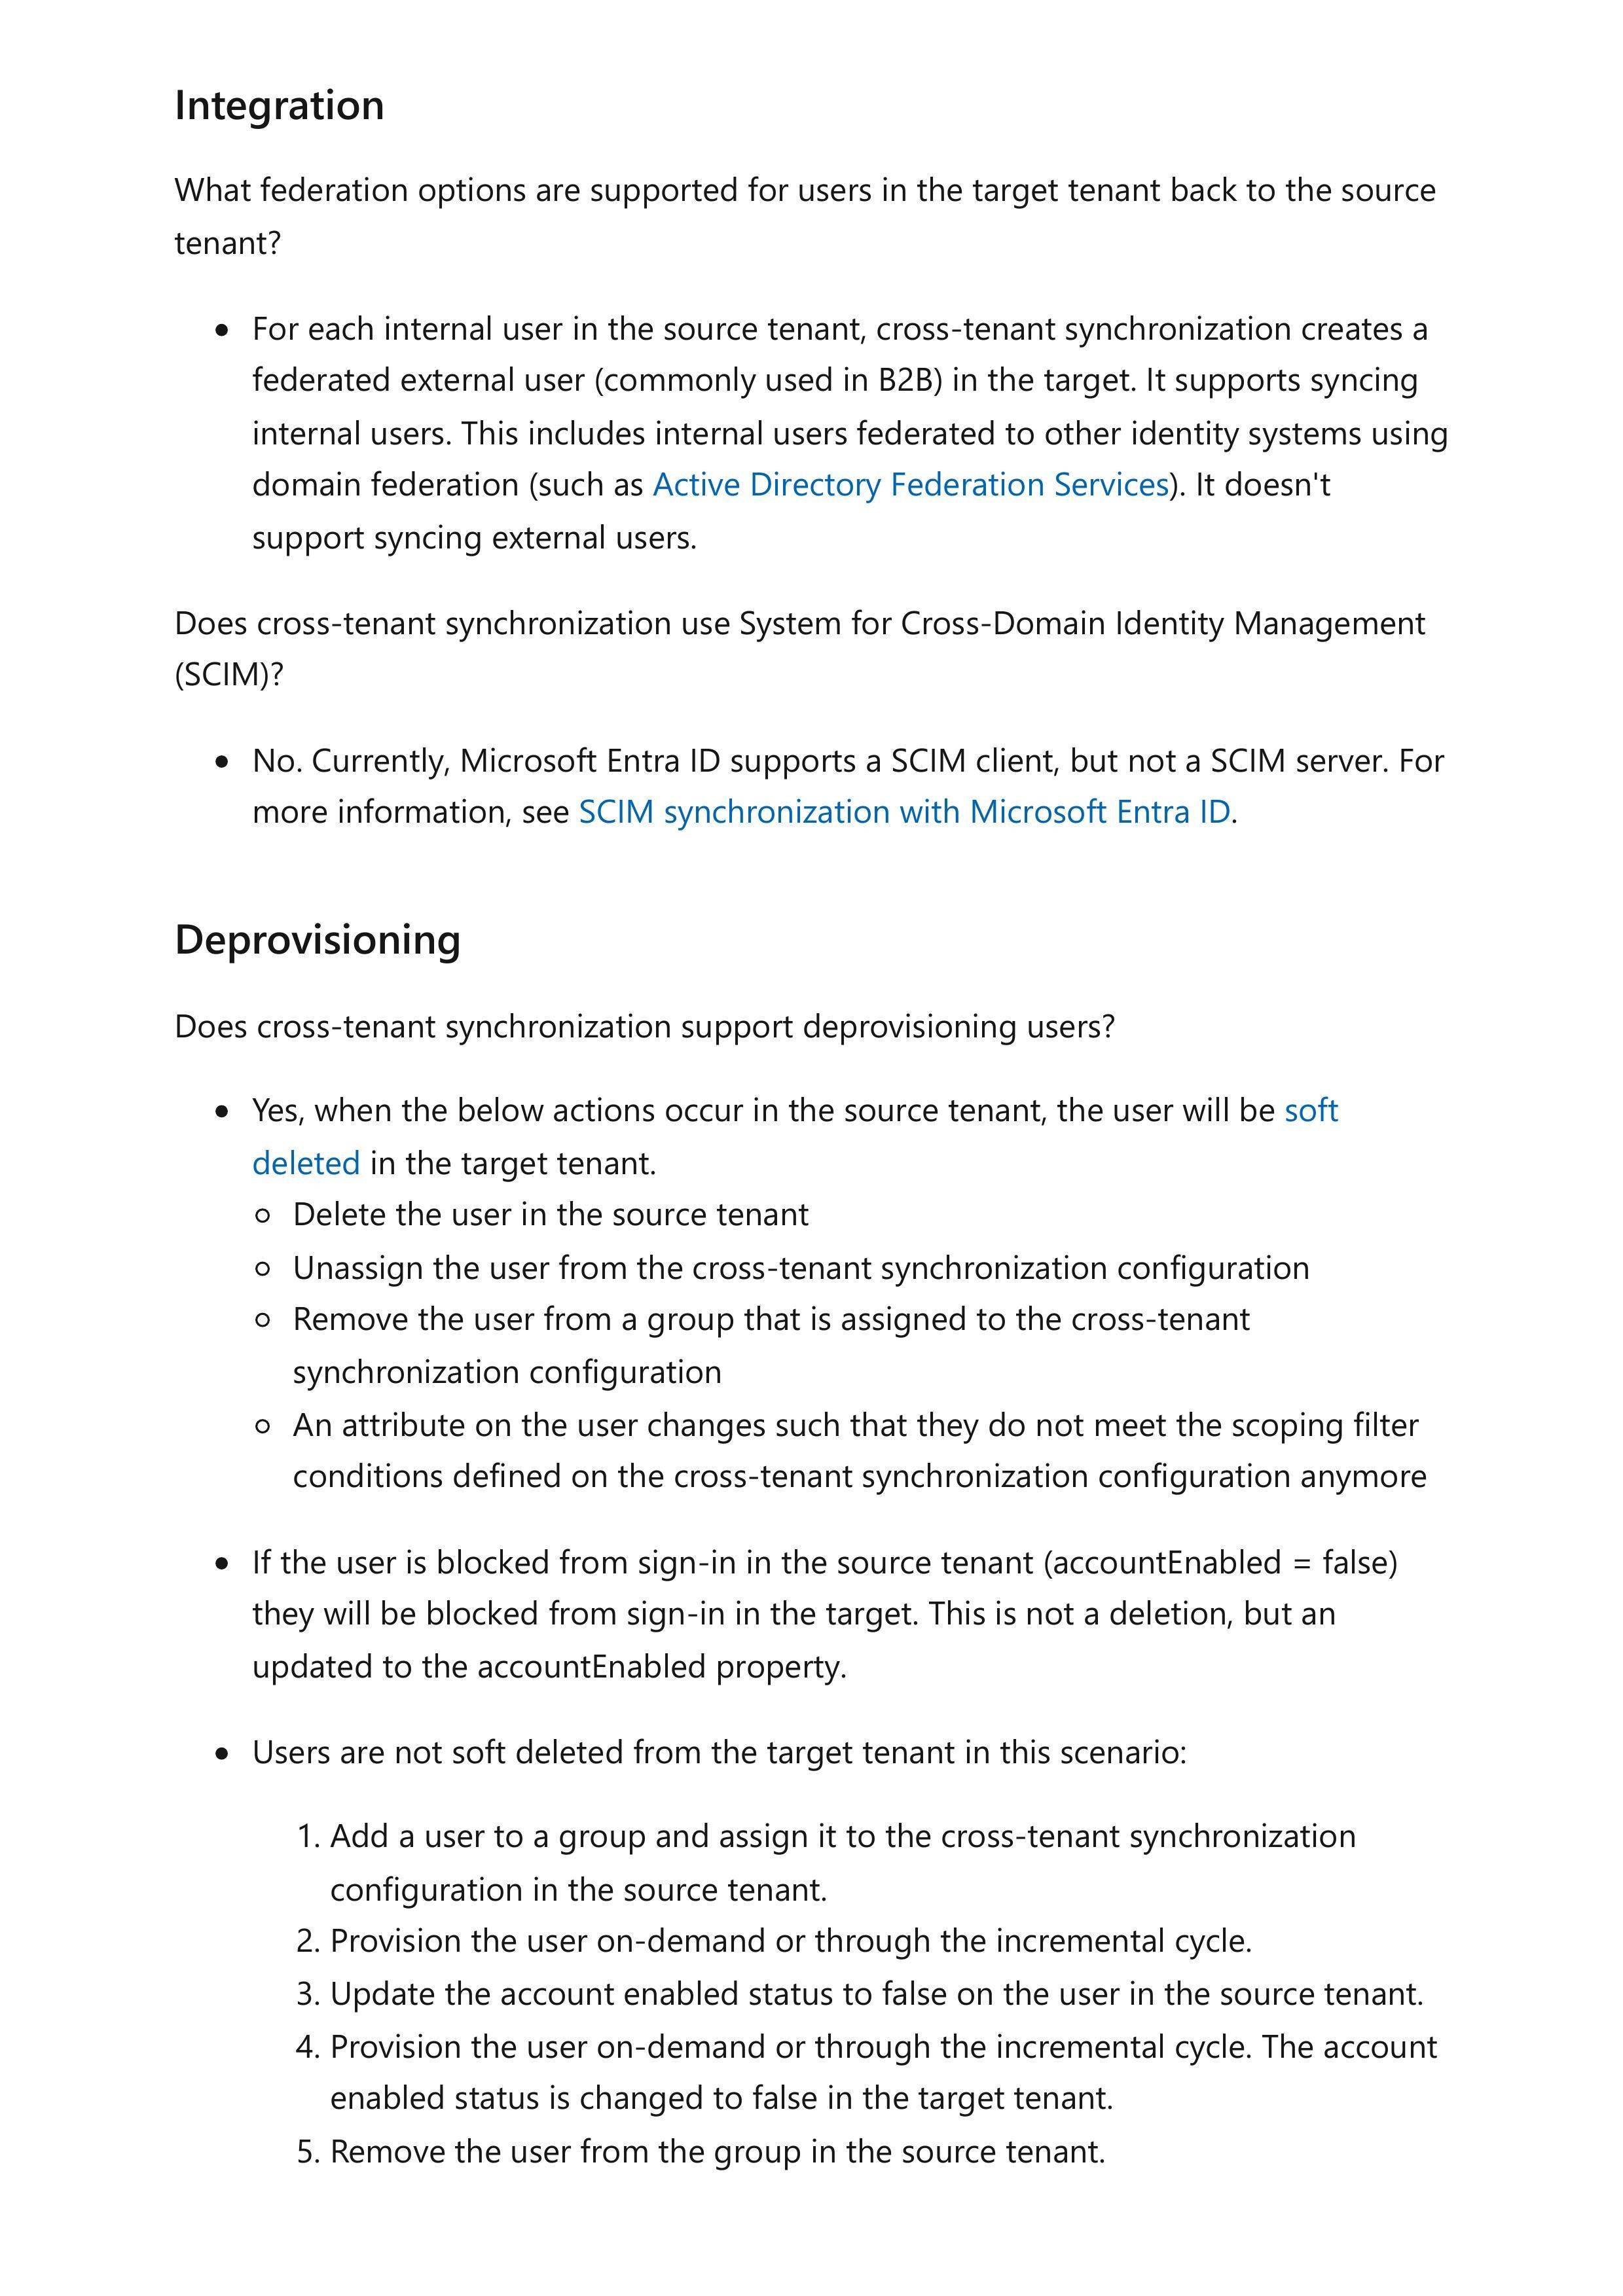 Integration
What federation options are supported for users in the target tenant back to the source
tenant?
• For each internal user in the source tenant, cross-tenant synchronization creates a
federated external user (commonly used in B2B) in the target. It supports syncing
internal users. This includes internal users federated to other identity systems using
domain federation (such as Active Directory Federation Services). It doesn't
support syncing external users.
Does cross-tenant synchronization use System for Cross-Domain Identity Management
(SCIM)?
• No. Currently, Microsoft Entra ID supports a SCIM client, but not a SCIM server. For
more information, see SCIM synchronization with Microsoft Entra ID.
Deprovisioning
Does cross-tenant synchronization support deprovisioning users?
• Yes, when the below actions occur in the source tenant, the user will be soft
deleted in the target tenant.
○ Delete the user in the source tenant
○ Unassign the user from the cross-tenant synchronization configuration
○ Remove the user from a group that is assigned to the cross-tenant
synchronization configuration
○ An attribute on the user changes such that they do not meet the scoping filter
conditions defined on the cross-tenant synchronization configuration anymore
• If the user is blocked from sign-in in the source tenant (accountEnabled = false)
they will be blocked from sign-in in the target. This is not a deletion, but an
updated to the accountEnabled property.
• Users are not soft deleted from the target tenant in this scenario:
1. Add a user to a group and assign it to the cross-tenant synchronization
configuration in the source tenant.
2. Provision the user on-demand or through the incremental cycle.
3. Update the account enabled status to false on the user in the source tenant.
4. Provision the user on-demand or through the incremental cycle. The account
enabled status is changed to false in the target tenant.
5. Remove the user from the group in the source tenant.